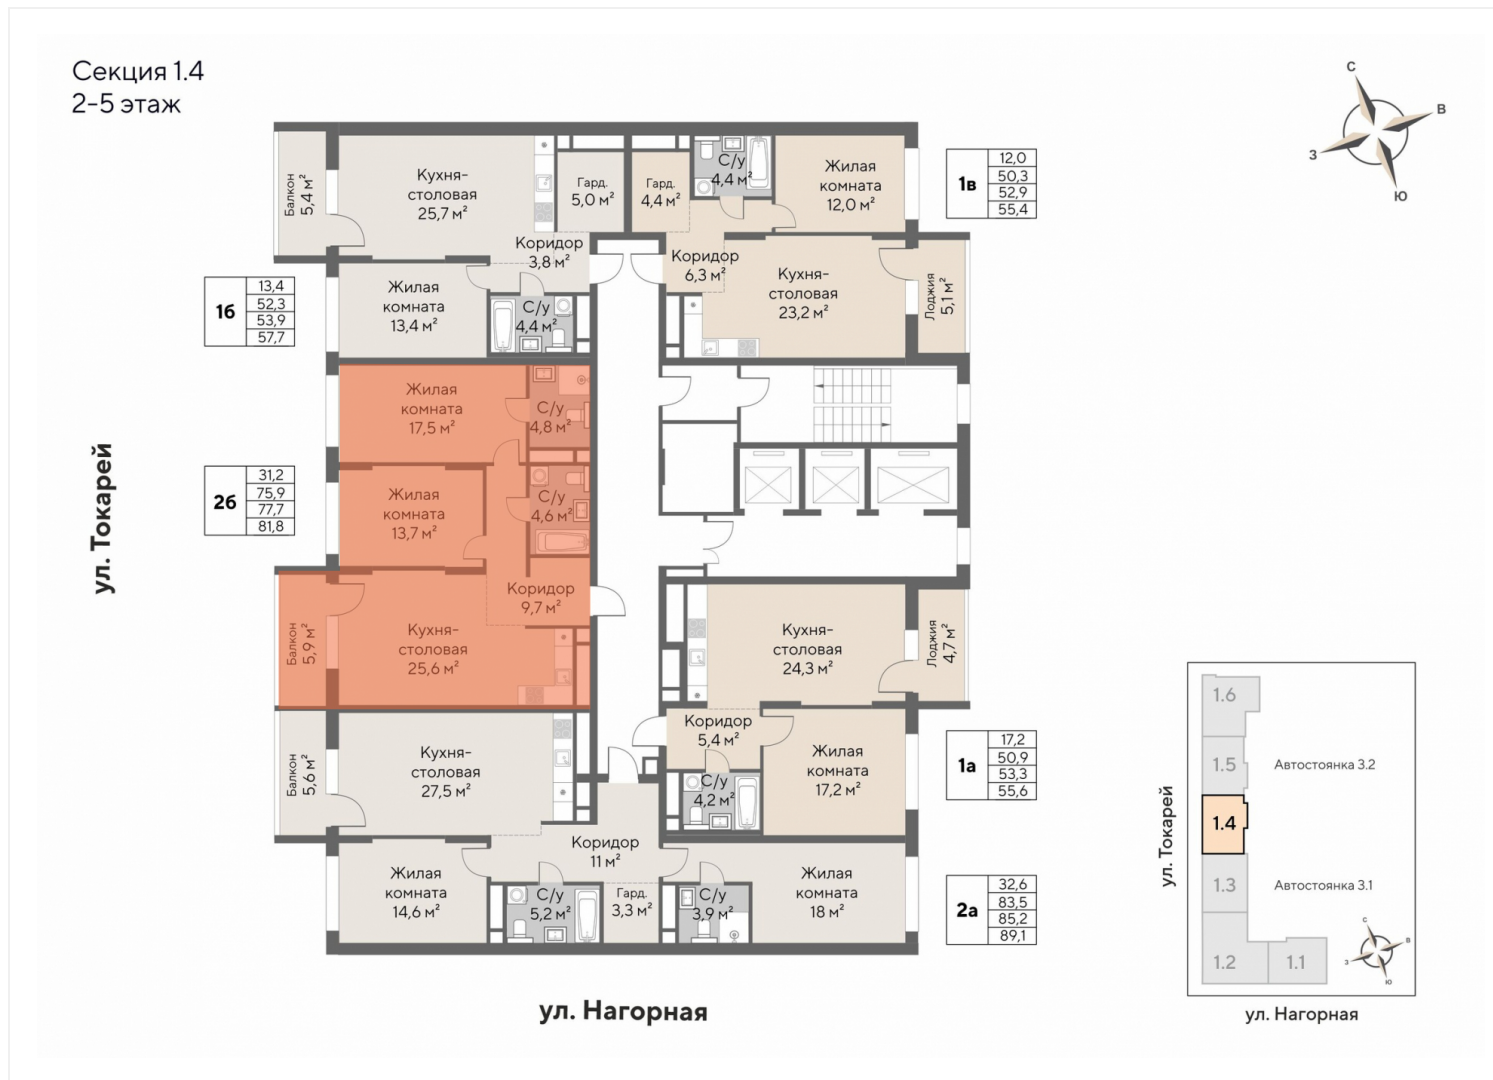 Секция 1.4
2-5 этаж
С
В
З
Ю
Балкон
5,4 м²
Кухня-
столовая
25,7 м²
Гард.
5,0 м²
Гард.
4,4 м²
С/у
4,4 м²
Жилая
комната
12,0 м²
1в
12,0
50,3
52,9
55,4
Коридор
3,8 м²
Коридор
6,3 м²
Кухня-
столовая
23,2 м²
Лоджия
5,1 м²
1б
13,4
52,3
53,9
57,7
Жилая
комната
13,4 м²
С/у
4,4 м²
Жилая
комната
17,5 м²
С/у
4,8 м²
ул. Токарей
2б
31,2
75,9
77,7
81,8
Жилая
комната
13,7 м²
С/у
4,6 м²
Коридор
9,7 м²
Балкон
5,9 м²
Кухня-
столовая
25,6 м²
Кухня-
столовая
24,3 м²
Лоджия
4,7 м²
Балкон
5,6 м²
Кухня-
столовая
27,5 м²
Коридор
5,4 м²
Жилая
комната
17,2 м²
С/у
4,2 м²
1а
17,2
50,9
53,3
55,6
Коридор
11 м²
Жилая
комната
14,6 м²
С/у
5,2 м²
Гард.
3,3 м²
С/у
3,9 м²
Жилая
комната
18 м²
2а
32,6
83,5
85,2
89,1
ул. Нагорная
1.6
1.5
Автостоянка 3.2
1.4
ул. Токарей
1.3
Автостоянка 3.1
1.2
1.1
С
В
З
Ю
ул. Нагорная